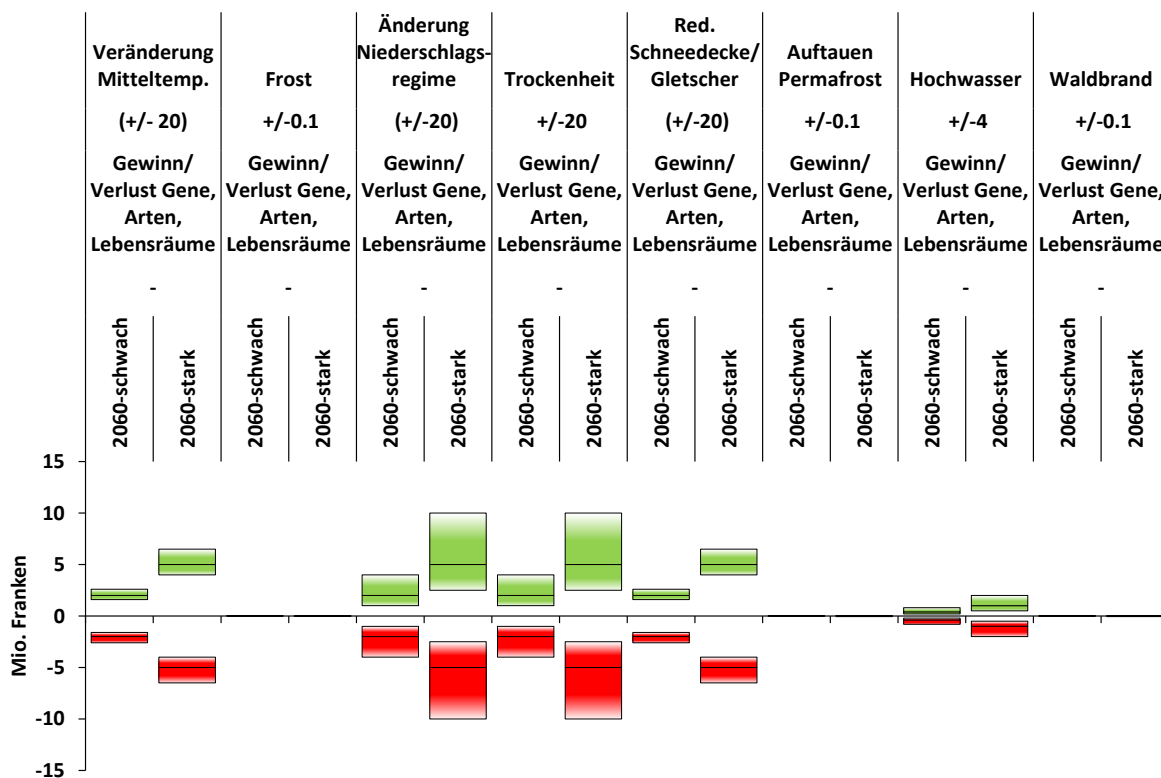 Veränderung
Mitteltemp.
(+/- 20)
Gewinn/
Verlust Gene,
Arten,
Lebensräume
-
2060-schwach
2060-stark
Frost
+/-0.1
Gewinn/
Verlust Gene,
Arten,
Lebensräume
-
2060-schwach
2060-stark
Änderung
Niederschlags-
regime
(+/-20)
Gewinn/
Verlust Gene,
Arten,
Lebensräume
-
2060-schwach
2060-stark
Trockenheit
+/-20
Gewinn/
Verlust Gene,
Arten,
Lebensräume
-
2060-schwach
2060-stark
Red.
Schneedecke/
Gletscher
(+/-20)
Gewinn/
Verlust Gene,
Arten,
Lebensräume
-
2060-schwach
2060-stark
Auftauen
Permafrost
+/-0.1
Gewinn/
Verlust Gene,
Arten,
Lebensräume
-
2060-schwach
2060-stark
Hochwasser
+/-4
Gewinn/
Verlust Gene,
Arten,
Lebensräume
-
2060-schwach
2060-stark
Waldbrand
+/-0.1
Gewinn/
Verlust Gene,
Arten,
Lebensräume
-
2060-schwach
2060-stark
Mio. Franken
15
10
5
0
-5
-10
-15